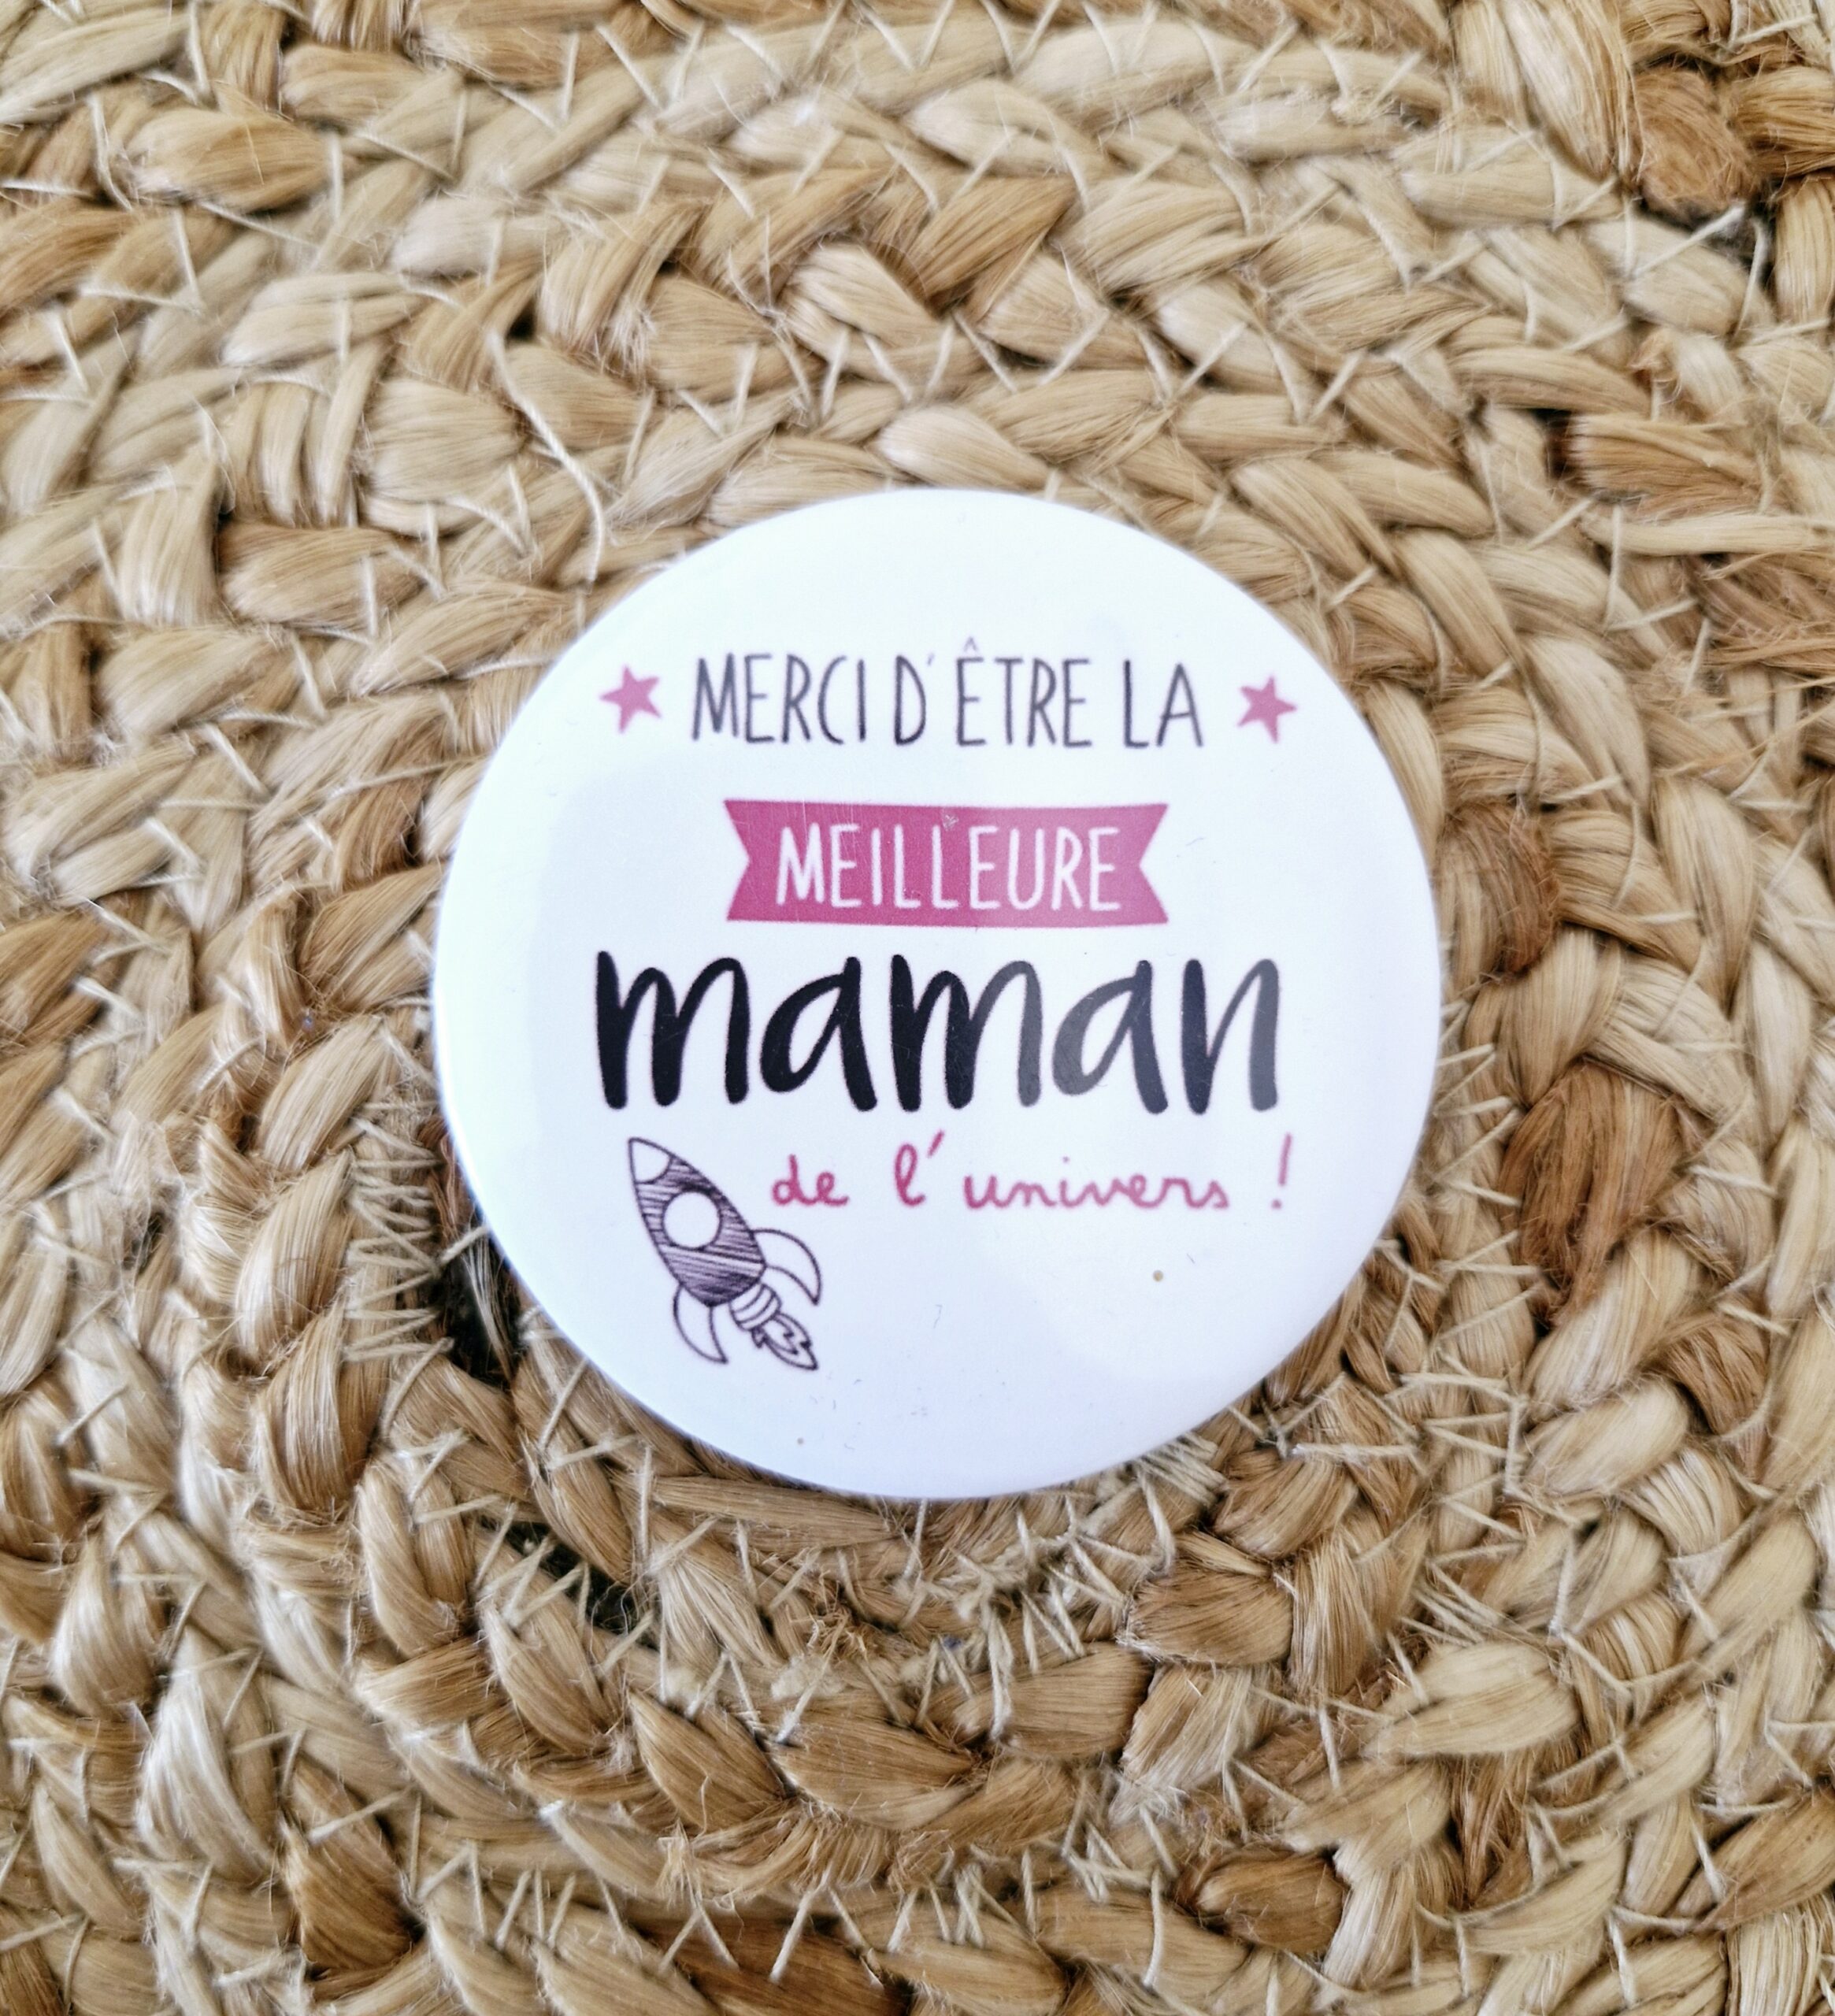 MERCI D'ÊTRE LA
MEILLEURE
maman
de l'univers !